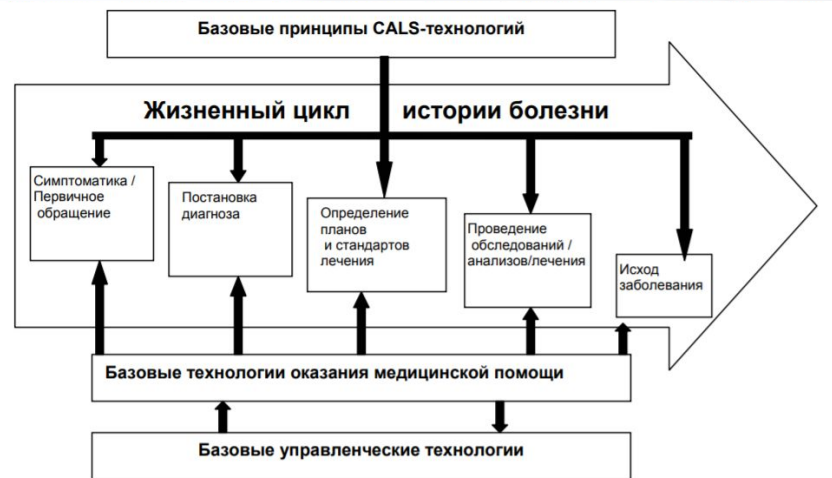 Базовые принципы CALS-технологий
Жизненный цикл истории болезни
Симптоматика /
Первичное
обращение
Постановка
диагноза
Определение
планов
и стандартов
лечения
Проведение
обследований /
анализов/лечения
Исход
заболевания
Базовые технологии оказания медицинской помощи
Базовые управленческие технологии